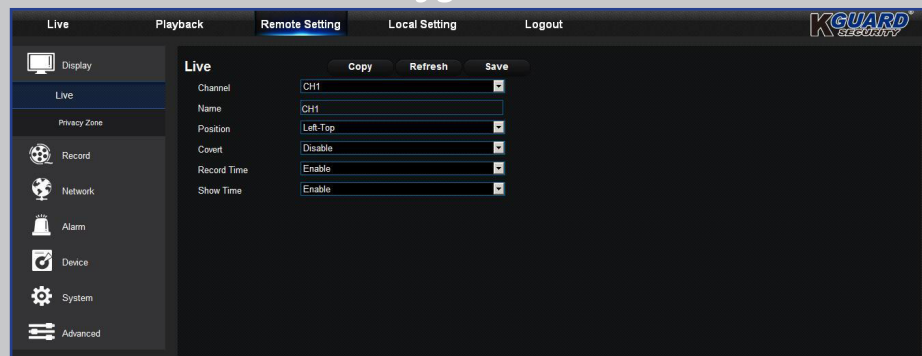 Live Playback Remote Setting Local Setting Logout KGUARD SECURITY
Display
Live
Privacy Zone
Record
Network
Alarm
Device
System
Advanced
Live Copy Refresh Save
Channel CH1
Name CH1
Position Left-Top
Covert Disable
Record Time Enable
Show Time Enable